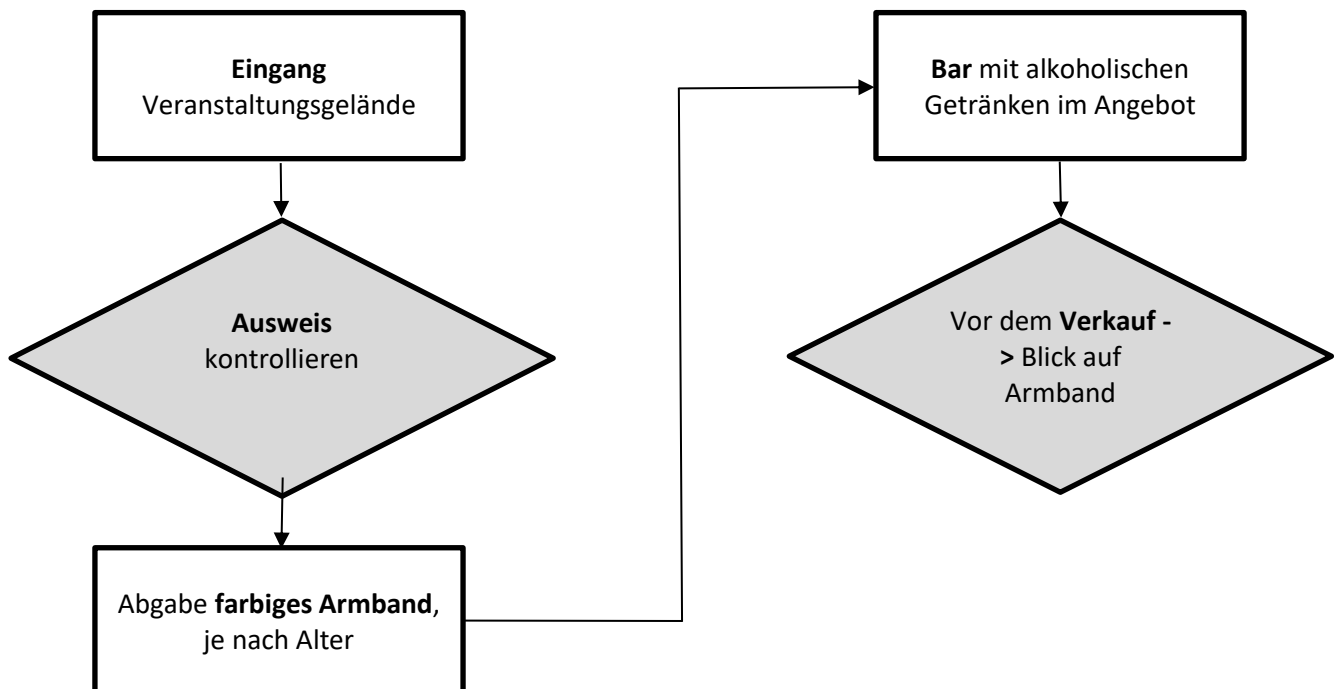 Eingang
Veranstaltungsgelände
Ausweis
kontrollieren
Abgabe farbiges Armband,
je nach Alter
Bar mit alkoholischen
Getränken im Angebot
Vor dem Verkauf -
> Blick auf
Armband